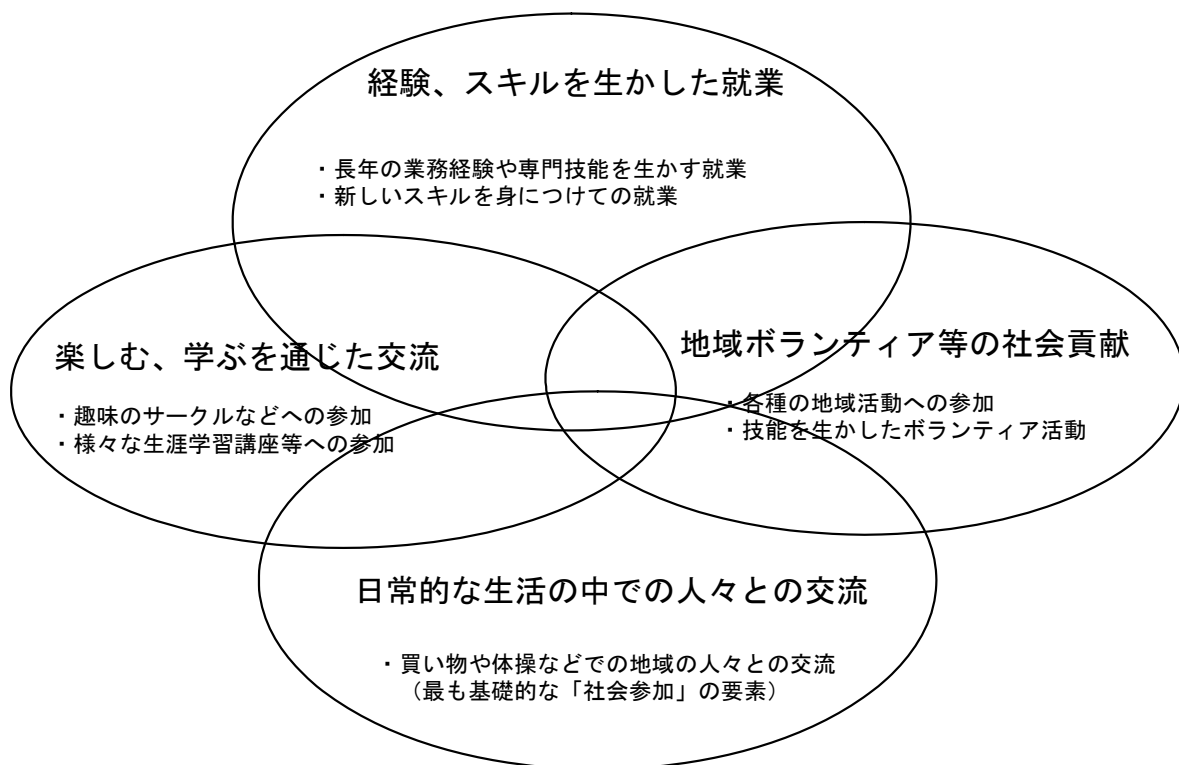 経験、スキルを生かした就業
・長年の業務経験や専門技能を生かす就業
・新しいスキルを身につけての就業
楽しむ、学ぶを通じた交流
・趣味のサークルなどへの参加
・様々な生涯学習講座等への参加
地域ボランティア等の社会貢献
・各種の地域活動への参加
・技能を生かしたボランティア活動
日常的な生活の中での人々との交流
・買い物や体操などでの地域の人々との交流
（最も基礎的な「社会参加」の要素）